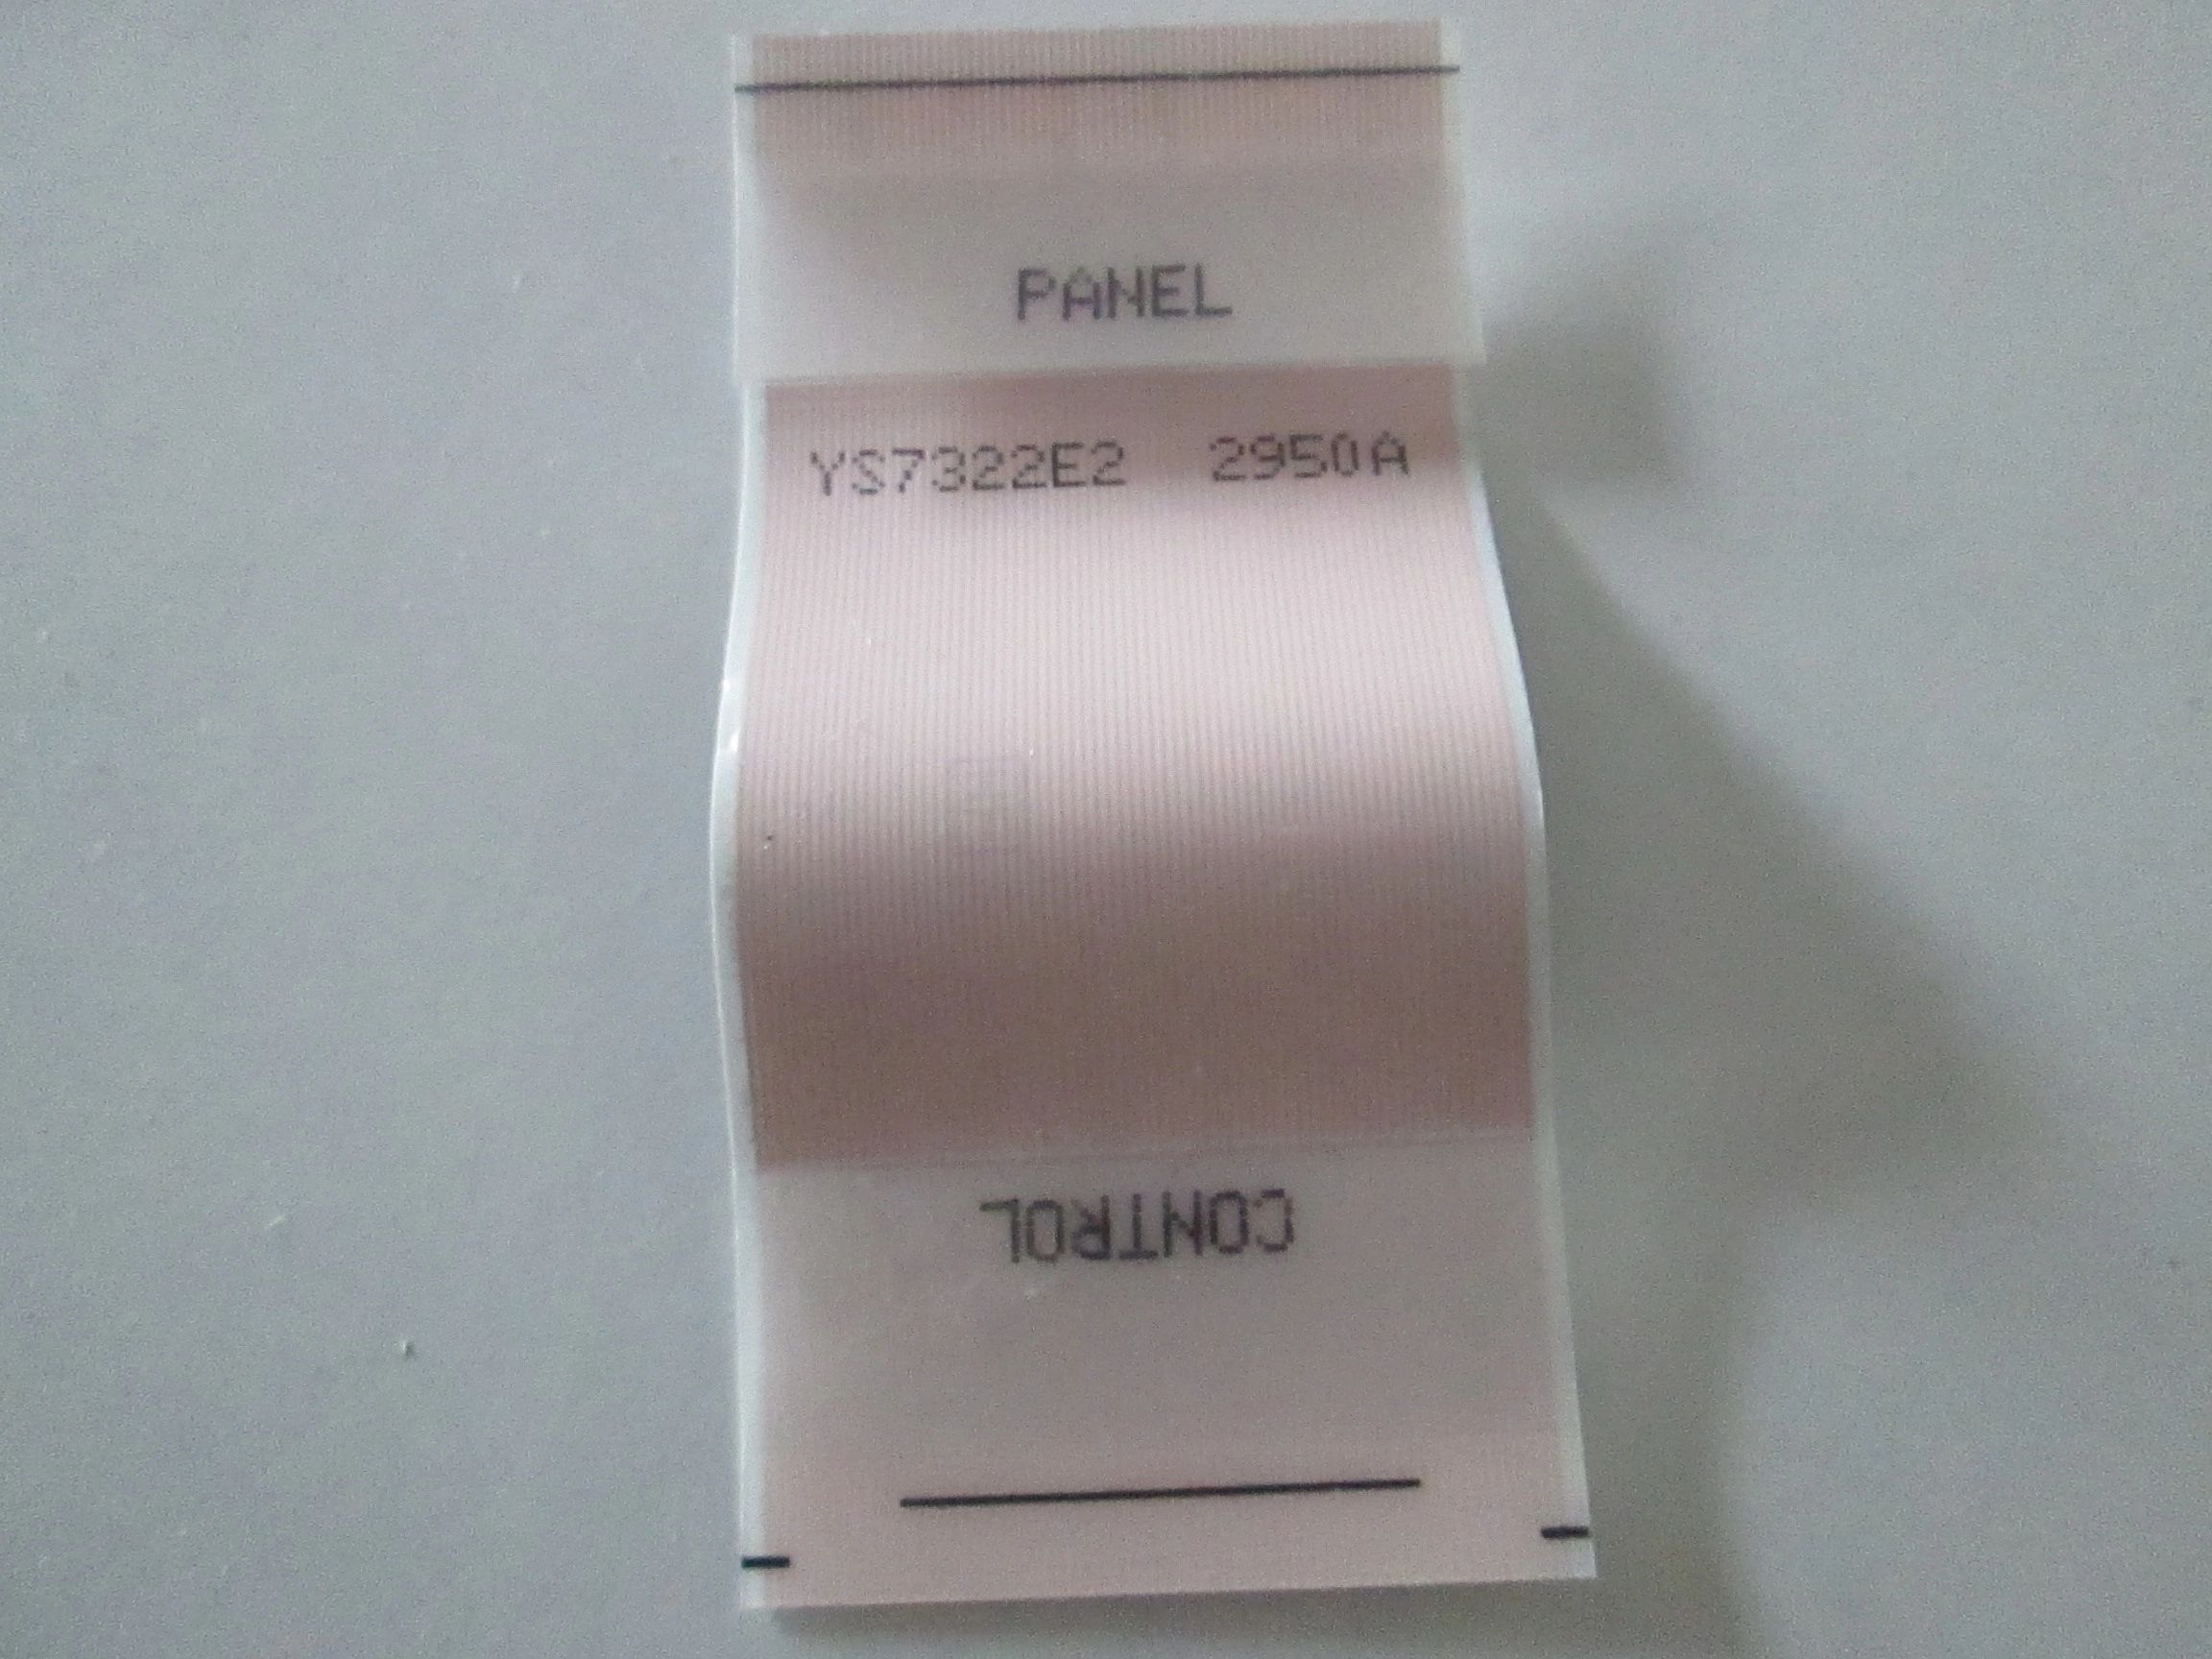 PANEL
YS7322E2 2950A
CONTROL